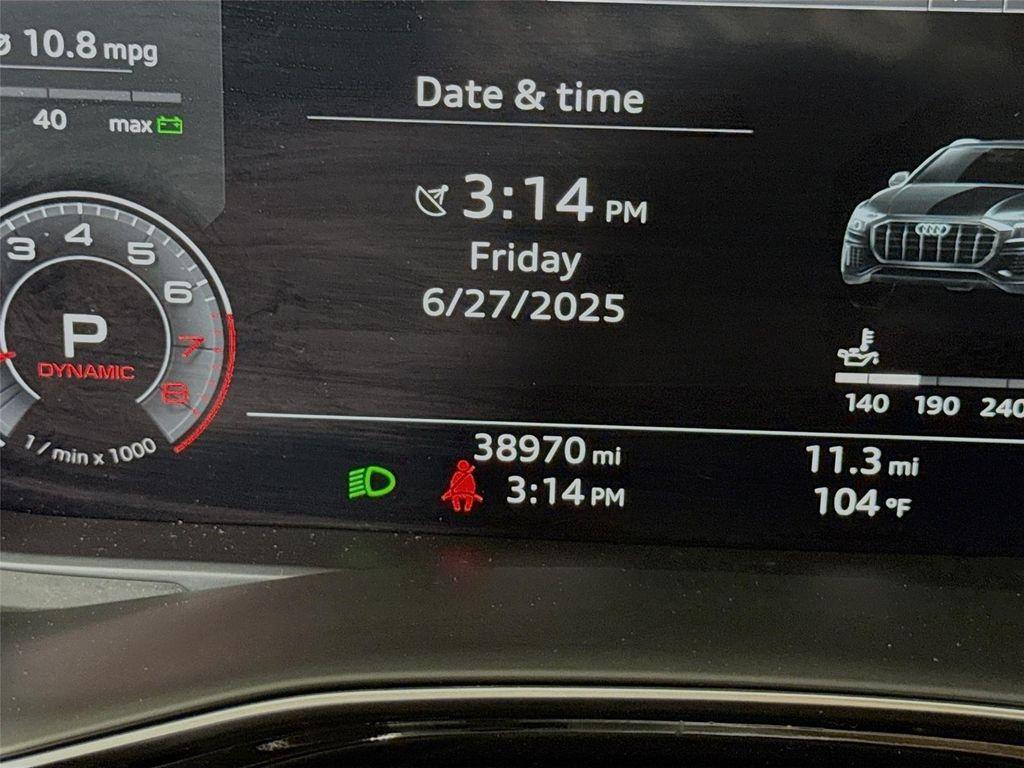 ø 10.8 mpg
40 max
Date & time
3:14 PM
Friday
6/27/2025
3 4 5 6 7 8
P
DYNAMIC
1 / min x 1000
140 190 240
38970 mi
3:14 PM
11.3 mi
104 °F